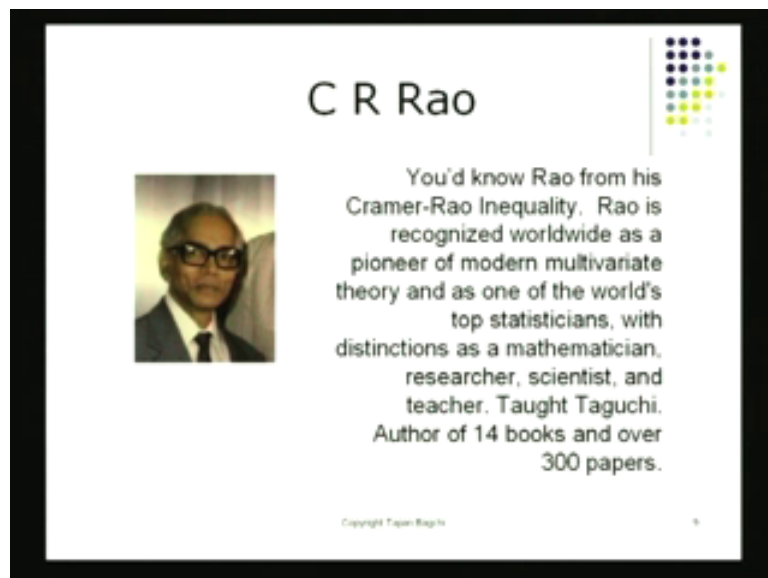 C R Rao
You'd know Rao from his
Cramer-Rao Inequality. Rao is
recognized worldwide as a
pioneer of modern multivariate
theory and as one of the world's
top statisticians, with
distinctions as a mathematician,
researcher, scientist, and
teacher. Taught Taguchi.
Author of 14 books and over
300 papers.
Copyright Tapan Bagchi